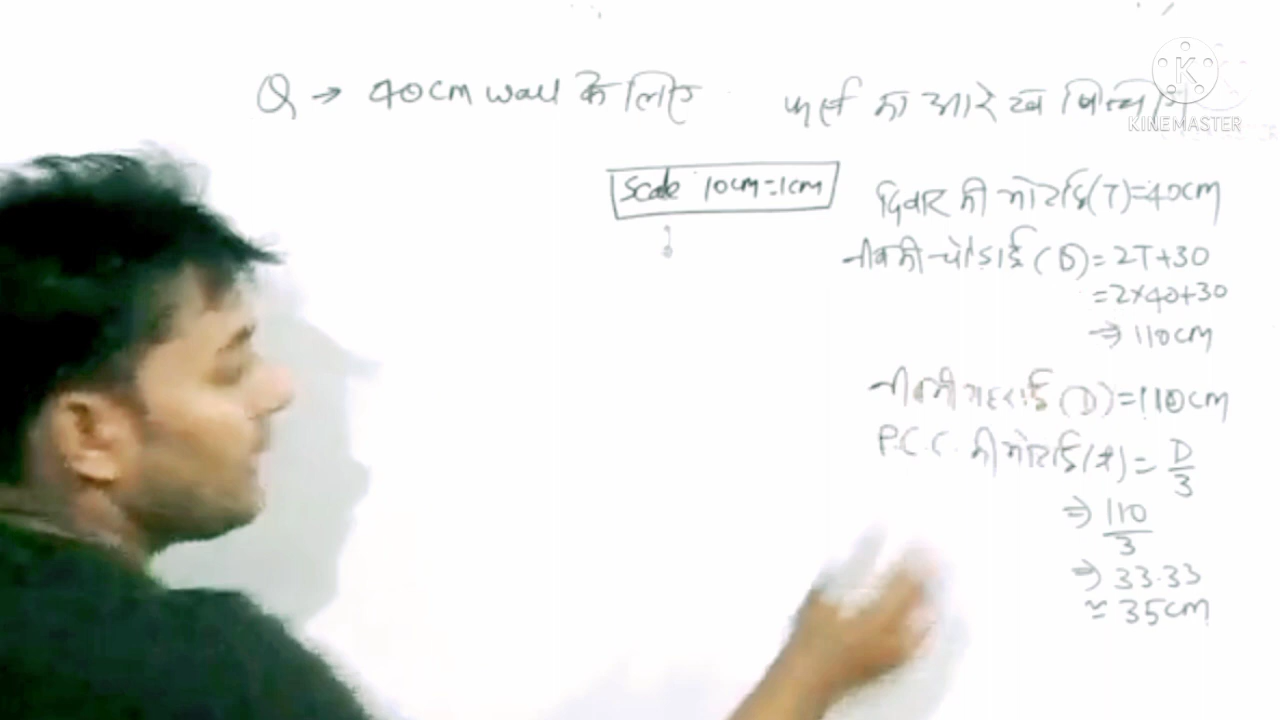 Q → 40cm wall के लिए फर्स का आरेख
Scale 10cm=1cm
दिवार की मोटाई(T)=40cm
नीव की चोडाई(B)=2T+30
=2×40+30
⇒ 110cm
नीव की गहराई(D)=110cm
P.C.C. की मोटाई = D/3
⇒ 110/3
⇒ 33.33
≈ 35cm
K
KINEMASTER